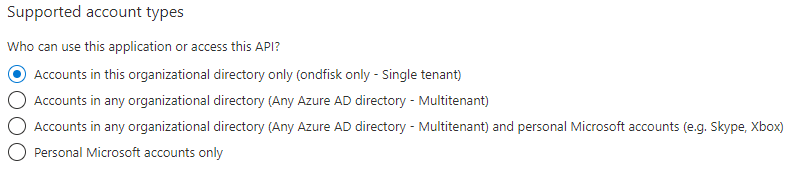 Supported account types
Who can use this application or access this API?
Accounts in this organizational directory only (ondfisk only - Single tenant)
Accounts in any organizational directory (Any Azure AD directory - Multitenant)
Accounts in any organizational directory (Any Azure AD directory - Multitenant) and personal Microsoft accounts (e.g. Skype, Xbox)
Personal Microsoft accounts only